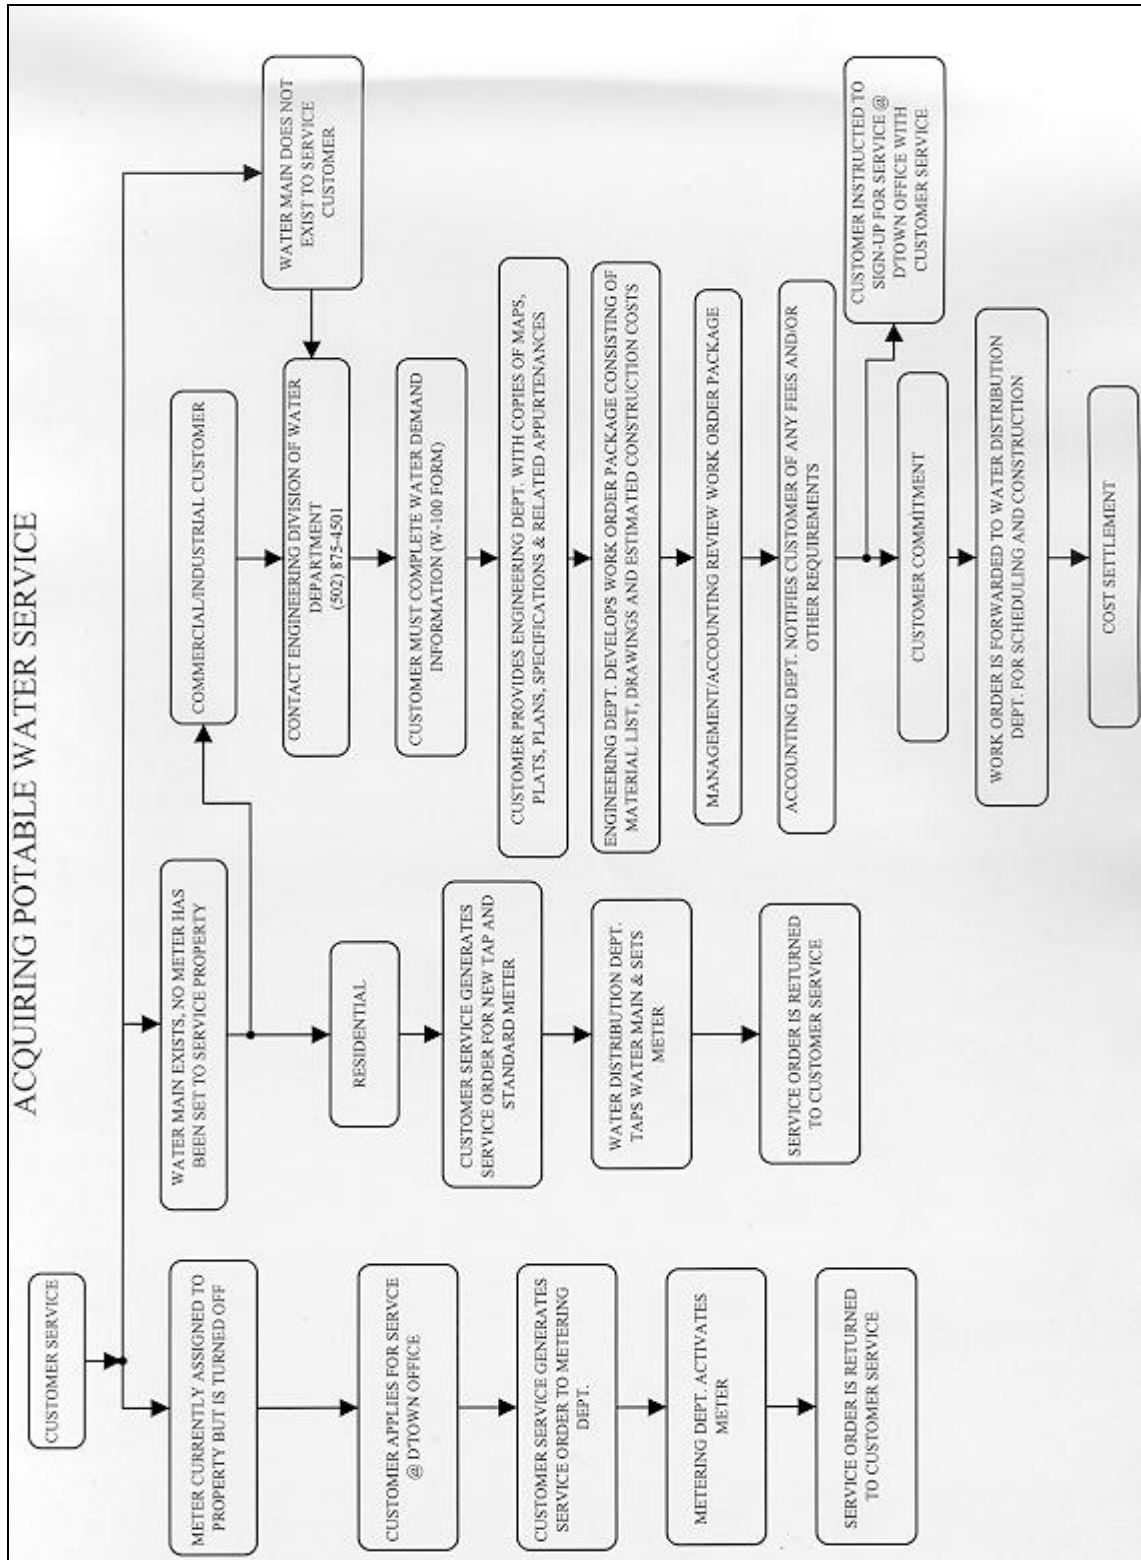 ACQUIRING POTABLE WATER SERVICE
CUSTOMER SERVICE
METER CURRENTLY ASSIGNED TO
PROPERTY BUT IS TURNED OFF
CUSTOMER APPLIES FOR SERVCE
@ D'TOWN OFFICE
CUSTOMER SERVICE GENERATES
SERVICE ORDER TO METERING
DEPT.
METERING DEPT. ACTIVATES
METER
SERVICE ORDER IS RETURNED
TO CUSTOMER SERVICE
WATER MAIN EXISTS, NO METER HAS
BEEN SET TO SERVICE PROPERTY
RESIDENTIAL
CUSTOMER SERVICE GENERATES
SERVICE ORDER FOR NEW TAP AND
STANDARD METER
WATER DISTRIBUTION DEPT.
TAPS WATER MAIN & SETS
METER
SERVICE ORDER IS RETURNED
TO CUSTOMER SERVICE
COMMERCIAL/INDUSTRIAL CUSTOMER
WATER MAIN DOES NOT
EXIST TO SERVICE
CUSTOMER
CONTACT ENGINEERING DIVISION OF WATER
DEPARTMENT
(502) 875-4501
CUSTOMER MUST COMPLETE WATER DEMAND
INFORMATION (W-100 FORM)
CUSTOMER PROVIDES ENGINEERING DEPT. WITH COPIES OF MAPS,
PLATS, PLANS, SPECIFICATIONS & RELATED APPURTENANCES
ENGINEERING DEPT. DEVELOPS WORK ORDER PACKAGE CONSISTING OF
MATERIAL LIST, DRAWINGS AND ESTIMATED CONSTRUCTION COSTS
MANAGEMENT/ACCOUNTING REVIEW WORK ORDER PACKAGE
ACCOUNTING DEPT. NOTIFIES CUSTOMER OF ANY FEES AND/OR
OTHER REQUIREMENTS
CUSTOMER INSTRUCTED TO
SIGN-UP FOR SERVICE @
D'TOWN OFFICE WITH
CUSTOMER SERVICE
CUSTOMER COMMITMENT
WORK ORDER IS FORWARDED TO WATER DISTRIBUTION
DEPT. FOR SCHEDULING AND CONSTRUCTION
COST SETTLEMENT